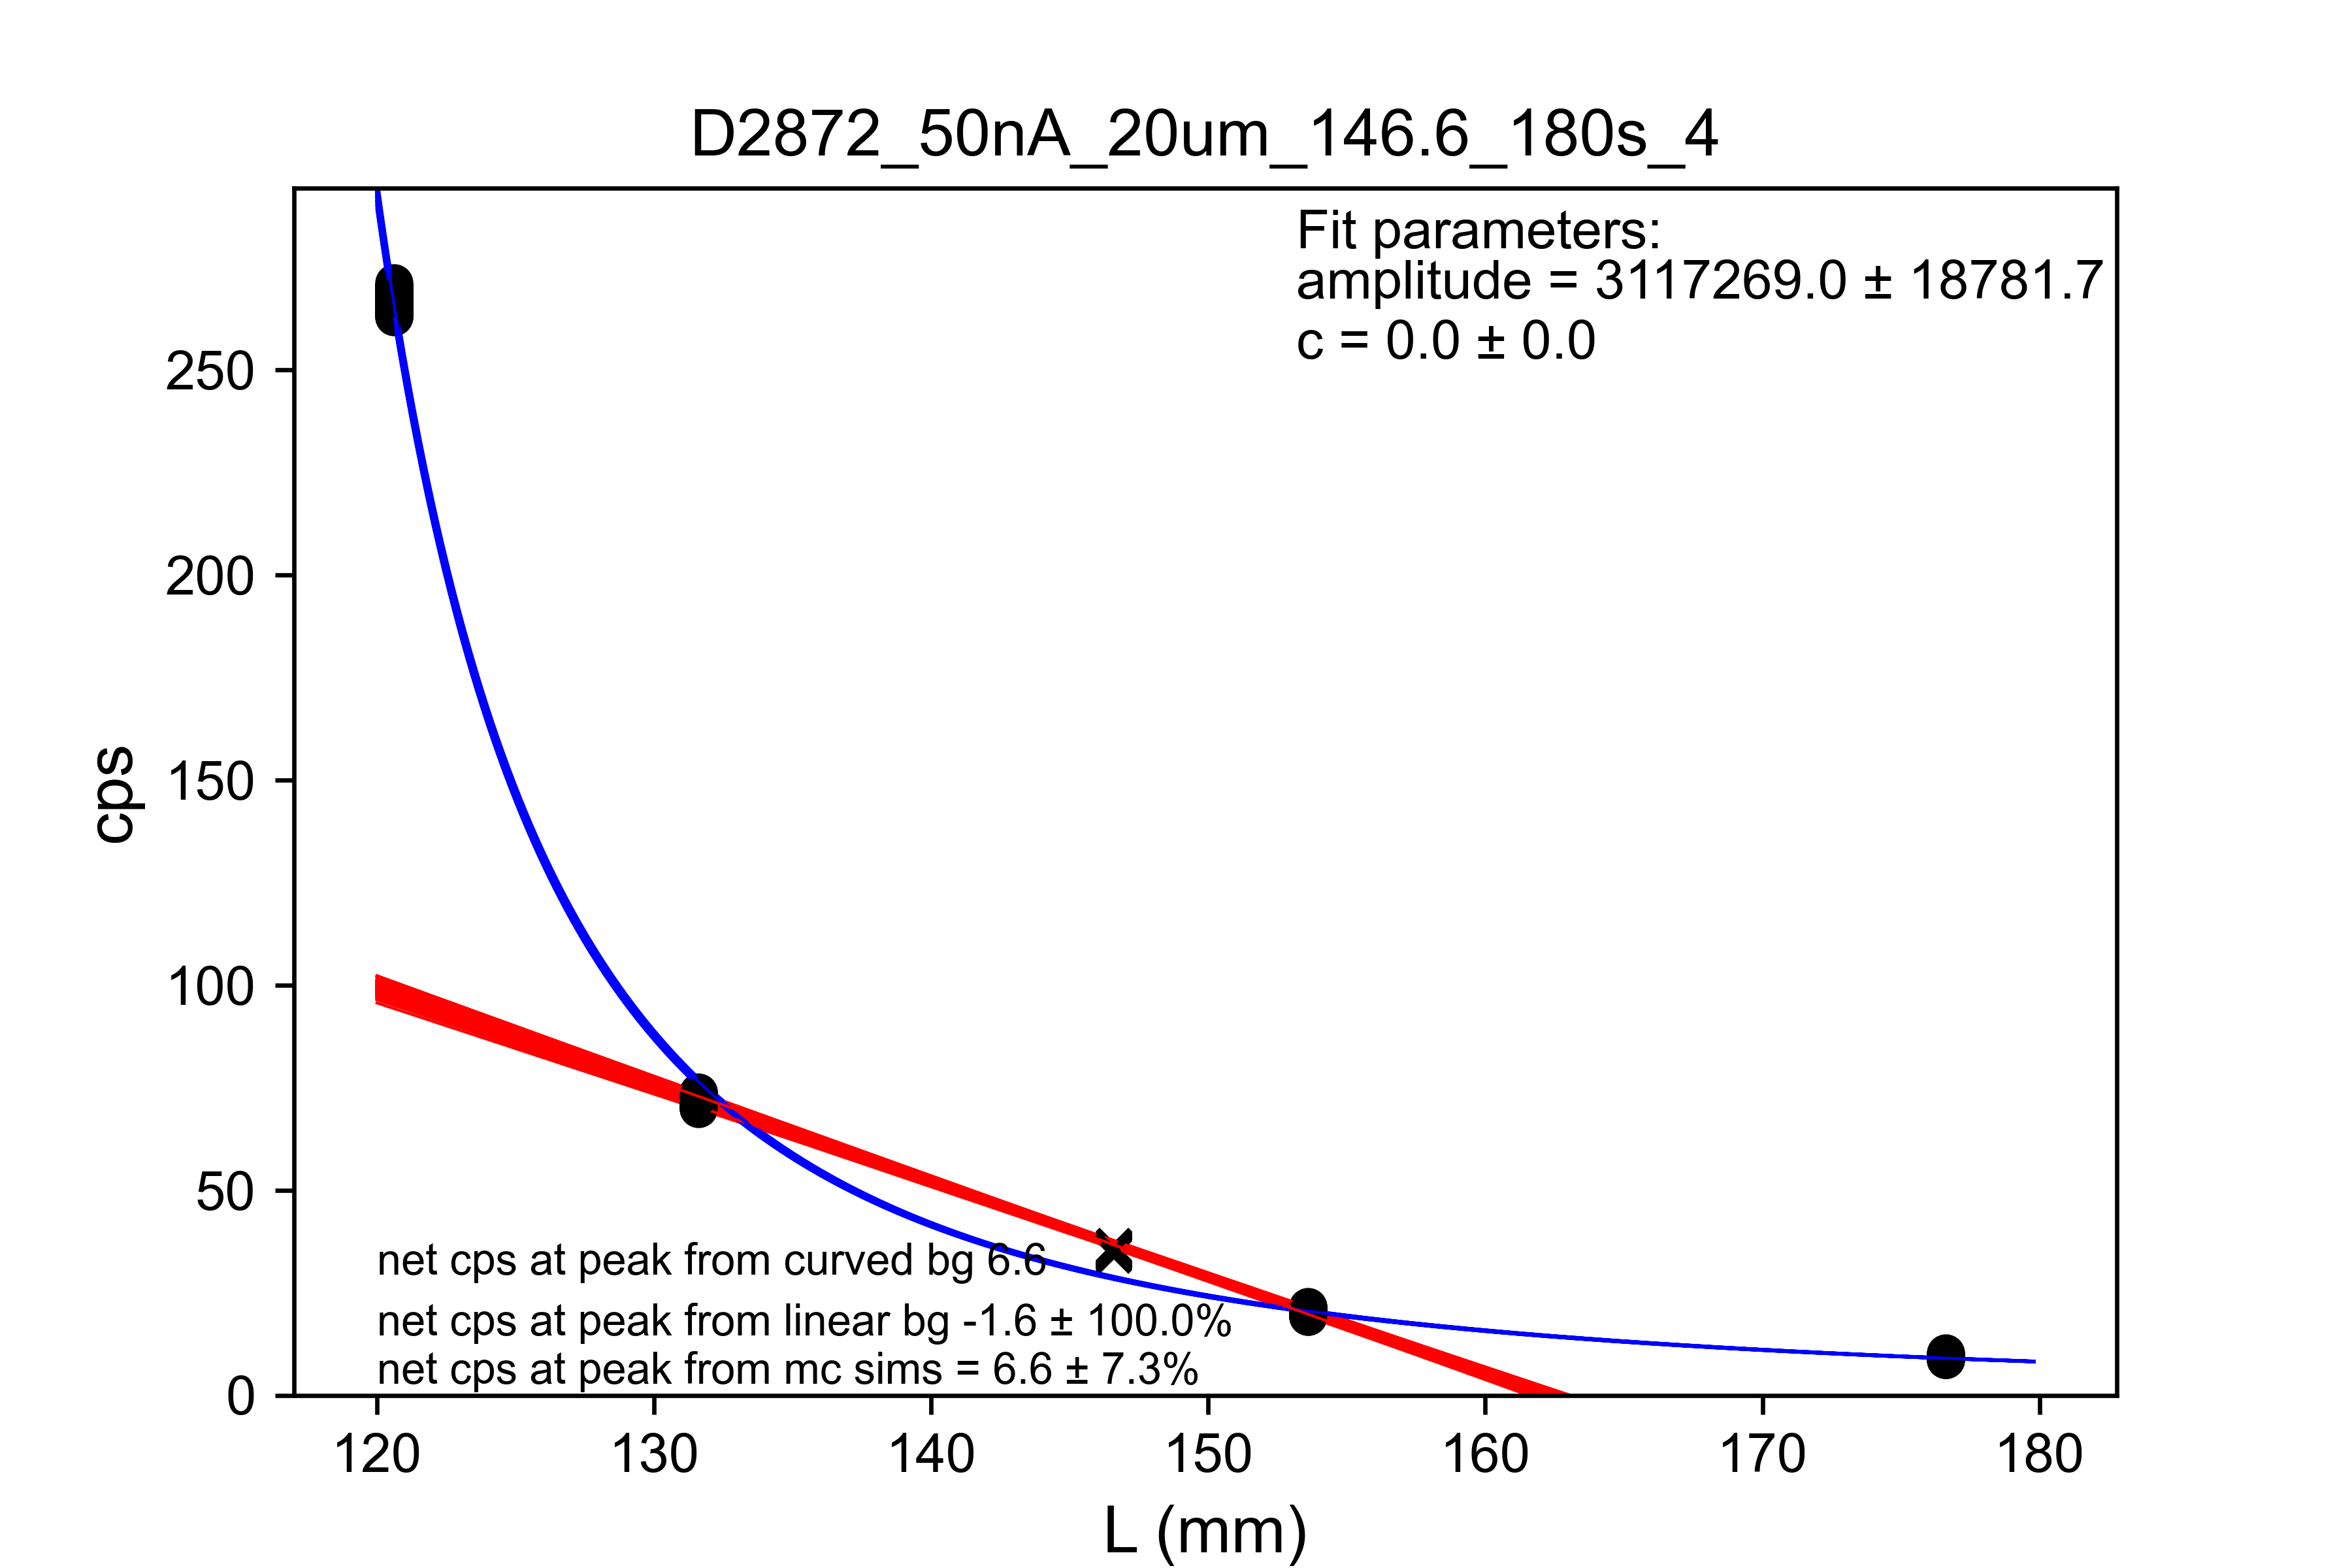 D2872_50nA_20um_146.6_180s_4
Fit parameters:
amplitude = 3117269.0 ± 18781.7
c = 0.0 ± 0.0
250
200
150
100
50
0
cps
net cps at peak from curved bg 6.6
net cps at peak from linear bg -1.6 ± 100.0%
net cps at peak from mc sims = 6.6 ± 7.3%
120 130 140 150 160 170 180
L (mm)